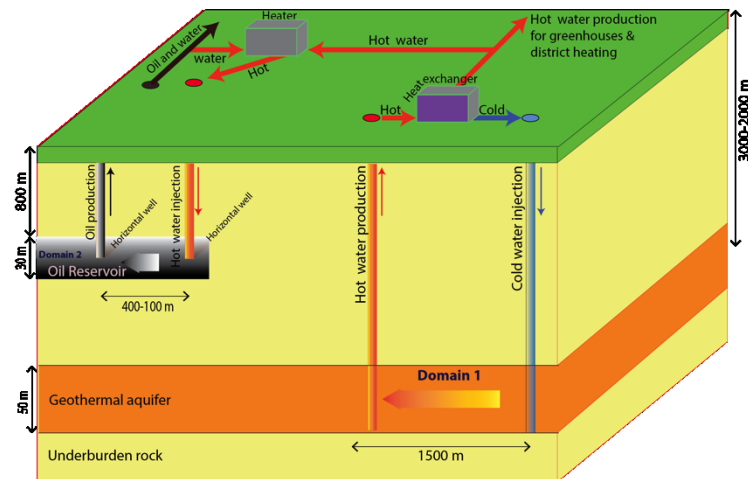 Heater
Hot water production
for greenhouses &
district heating
Oil and water
water
Hot
Hot water
Heat exchanger
Hot
Cold
3000-2000 m
800 m
Oil production
Horizontal well
Hot water injection
Horizontal well
Hot water production
Cold water injection
30 m
Domain 2
Oil Reservoir
400-100 m
Domain 1
50 m
Geothermal aquifer
1500 m
Underburden rock